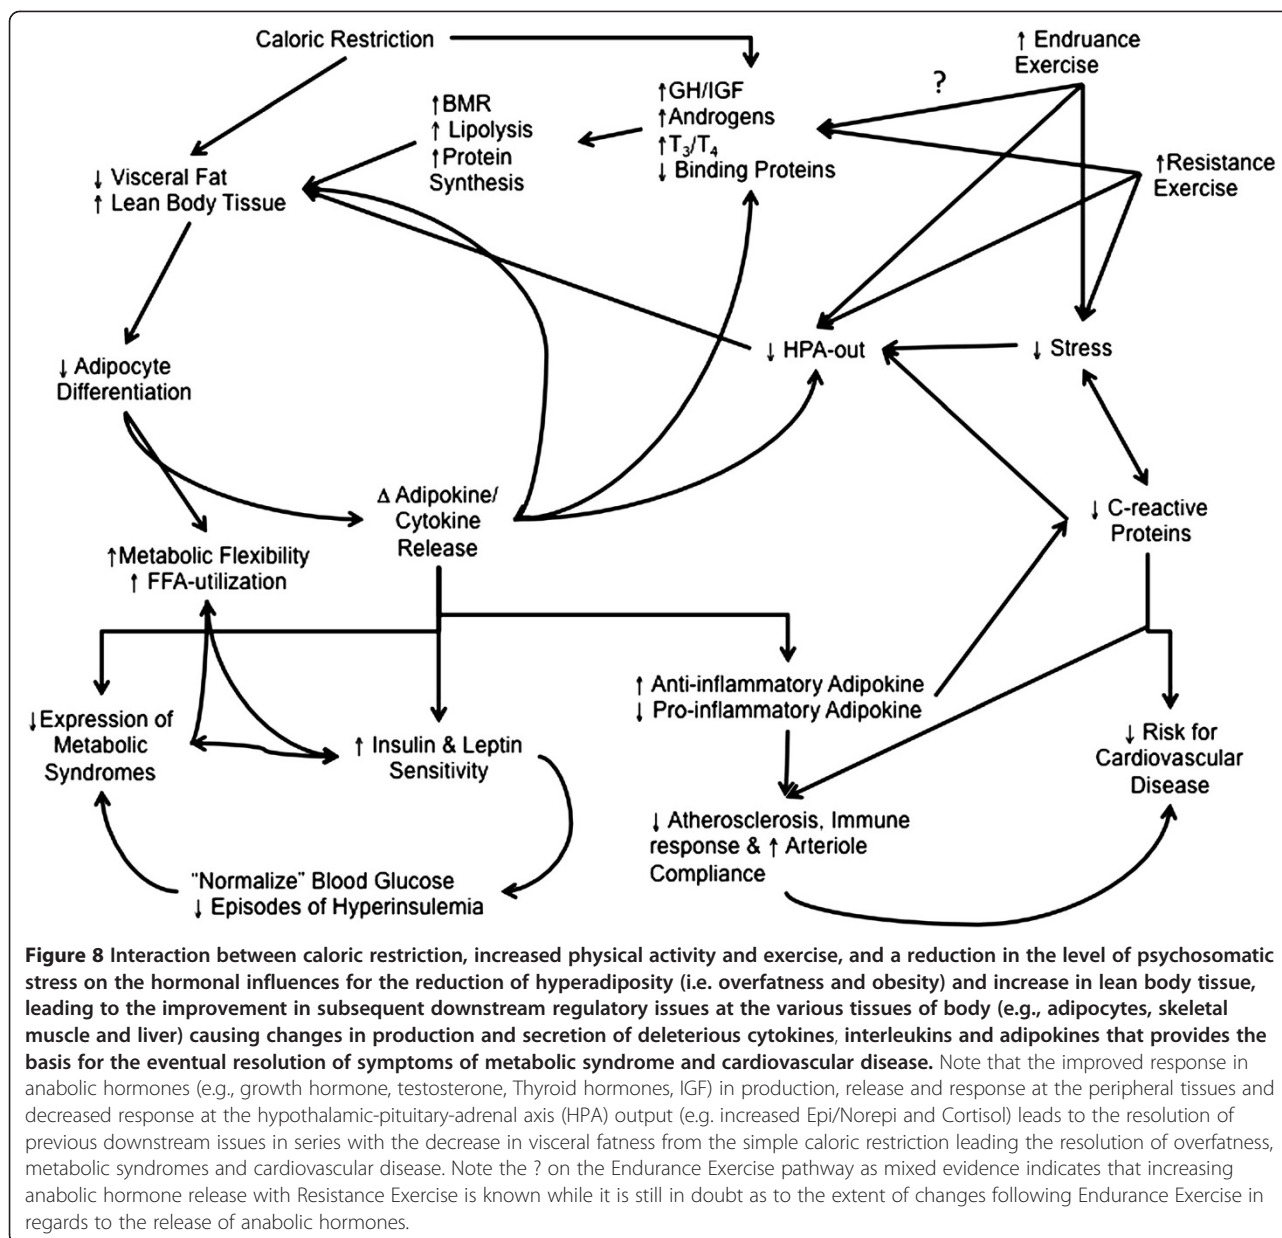 Caloric Restriction
↑ Endruance
Exercise
?
↑GH/IGF
↑Androgens
↑T₃/T₄
↓ Binding Proteins
↑BMR
↑ Lipolysis
↑Protein
Synthesis
↑Resistance
Exercise
↓ Visceral Fat
↑ Lean Body Tissue
↓ Adipocyte
Differentiation
↓ HPA-out
↓ Stress
Δ Adipokine/
Cytokine
Release
↓ C-reactive
Proteins
↑Metabolic Flexibility
↑ FFA-utilization
↑ Anti-inflammatory Adipokine
↓ Pro-inflammatory Adipokine
↓Expression of
Metabolic
Syndromes
↑ Insulin & Leptin
Sensitivity
↓ Risk for
Cardiovascular
Disease
↓ Atherosclerosis, Immune
response & ↑ Arteriole
Compliance
"Normalize" Blood Glucose
↓ Episodes of Hyperinsulemia
Figure 8 Interaction between caloric restriction, increased physical activity and exercise, and a reduction in the level of psychosomatic
stress on the hormonal influences for the reduction of hyperadiposity (i.e. overfatness and obesity) and increase in lean body tissue,
leading to the improvement in subsequent downstream regulatory issues at the various tissues of body (e.g., adipocytes, skeletal
muscle and liver) causing changes in production and secretion of deleterious cytokines, interleukins and adipokines that provides the
basis for the eventual resolution of symptoms of metabolic syndrome and cardiovascular disease. Note that the improved response in
anabolic hormones (e.g., growth hormone, testosterone, Thyroid hormones, IGF) in production, release and response at the peripheral tissues and
decreased response at the hypothalamic-pituitary-adrenal axis (HPA) output (e.g. increased Epi/Norepi and Cortisol) leads to the resolution of
previous downstream issues in series with the decrease in visceral fatness from the simple caloric restriction leading the resolution of overfatness,
metabolic syndromes and cardiovascular disease. Note the ? on the Endurance Exercise pathway as mixed evidence indicates that increasing
anabolic hormone release with Resistance Exercise is known while it is still in doubt as to the extent of changes following Endurance Exercise in
regards to the release of anabolic hormones.